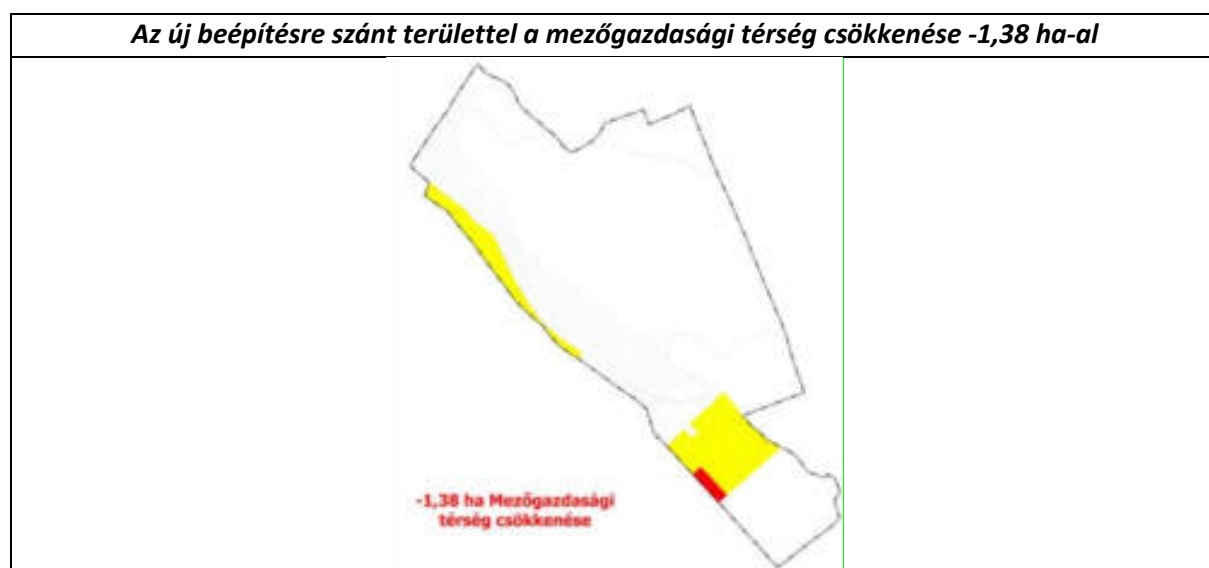 Az új beépítésre szánt területtel a mezőgazdasági térség csökkenése -1,38 ha-al
-1,38 ha Mezőgazdasági
térség csökkenése